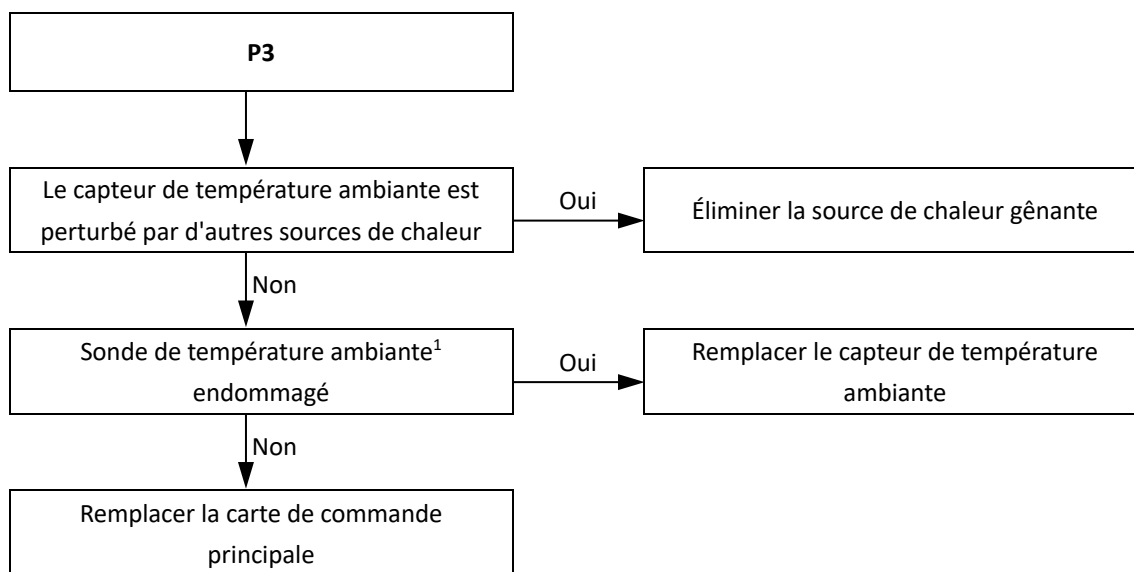 P3
Le capteur de température ambiante est
perturbé par d'autres sources de chaleur
Oui
Éliminer la source de chaleur gênante
Non
Sonde de température ambiante¹
endommagé
Oui
Remplacer le capteur de température
ambiante
Non
Remplacer la carte de commande
principale